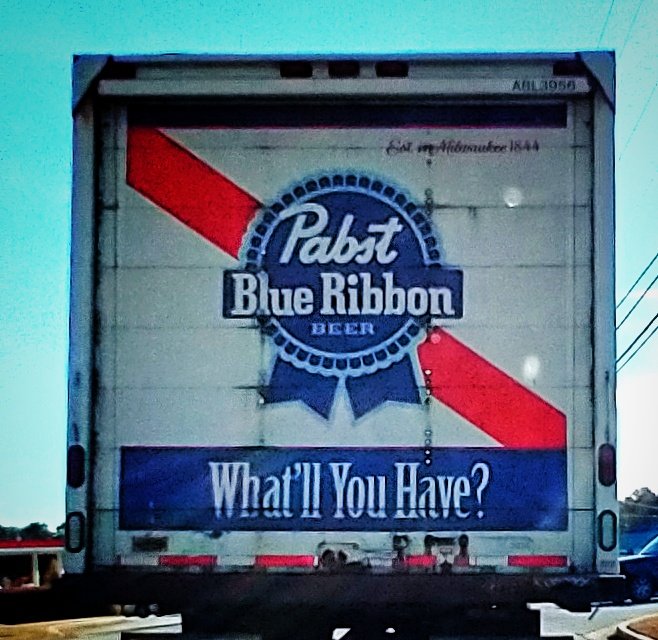 ABL3956
Est. in Milwaukee 1844
Pabst
Blue Ribbon
BEER
What'll You Have?